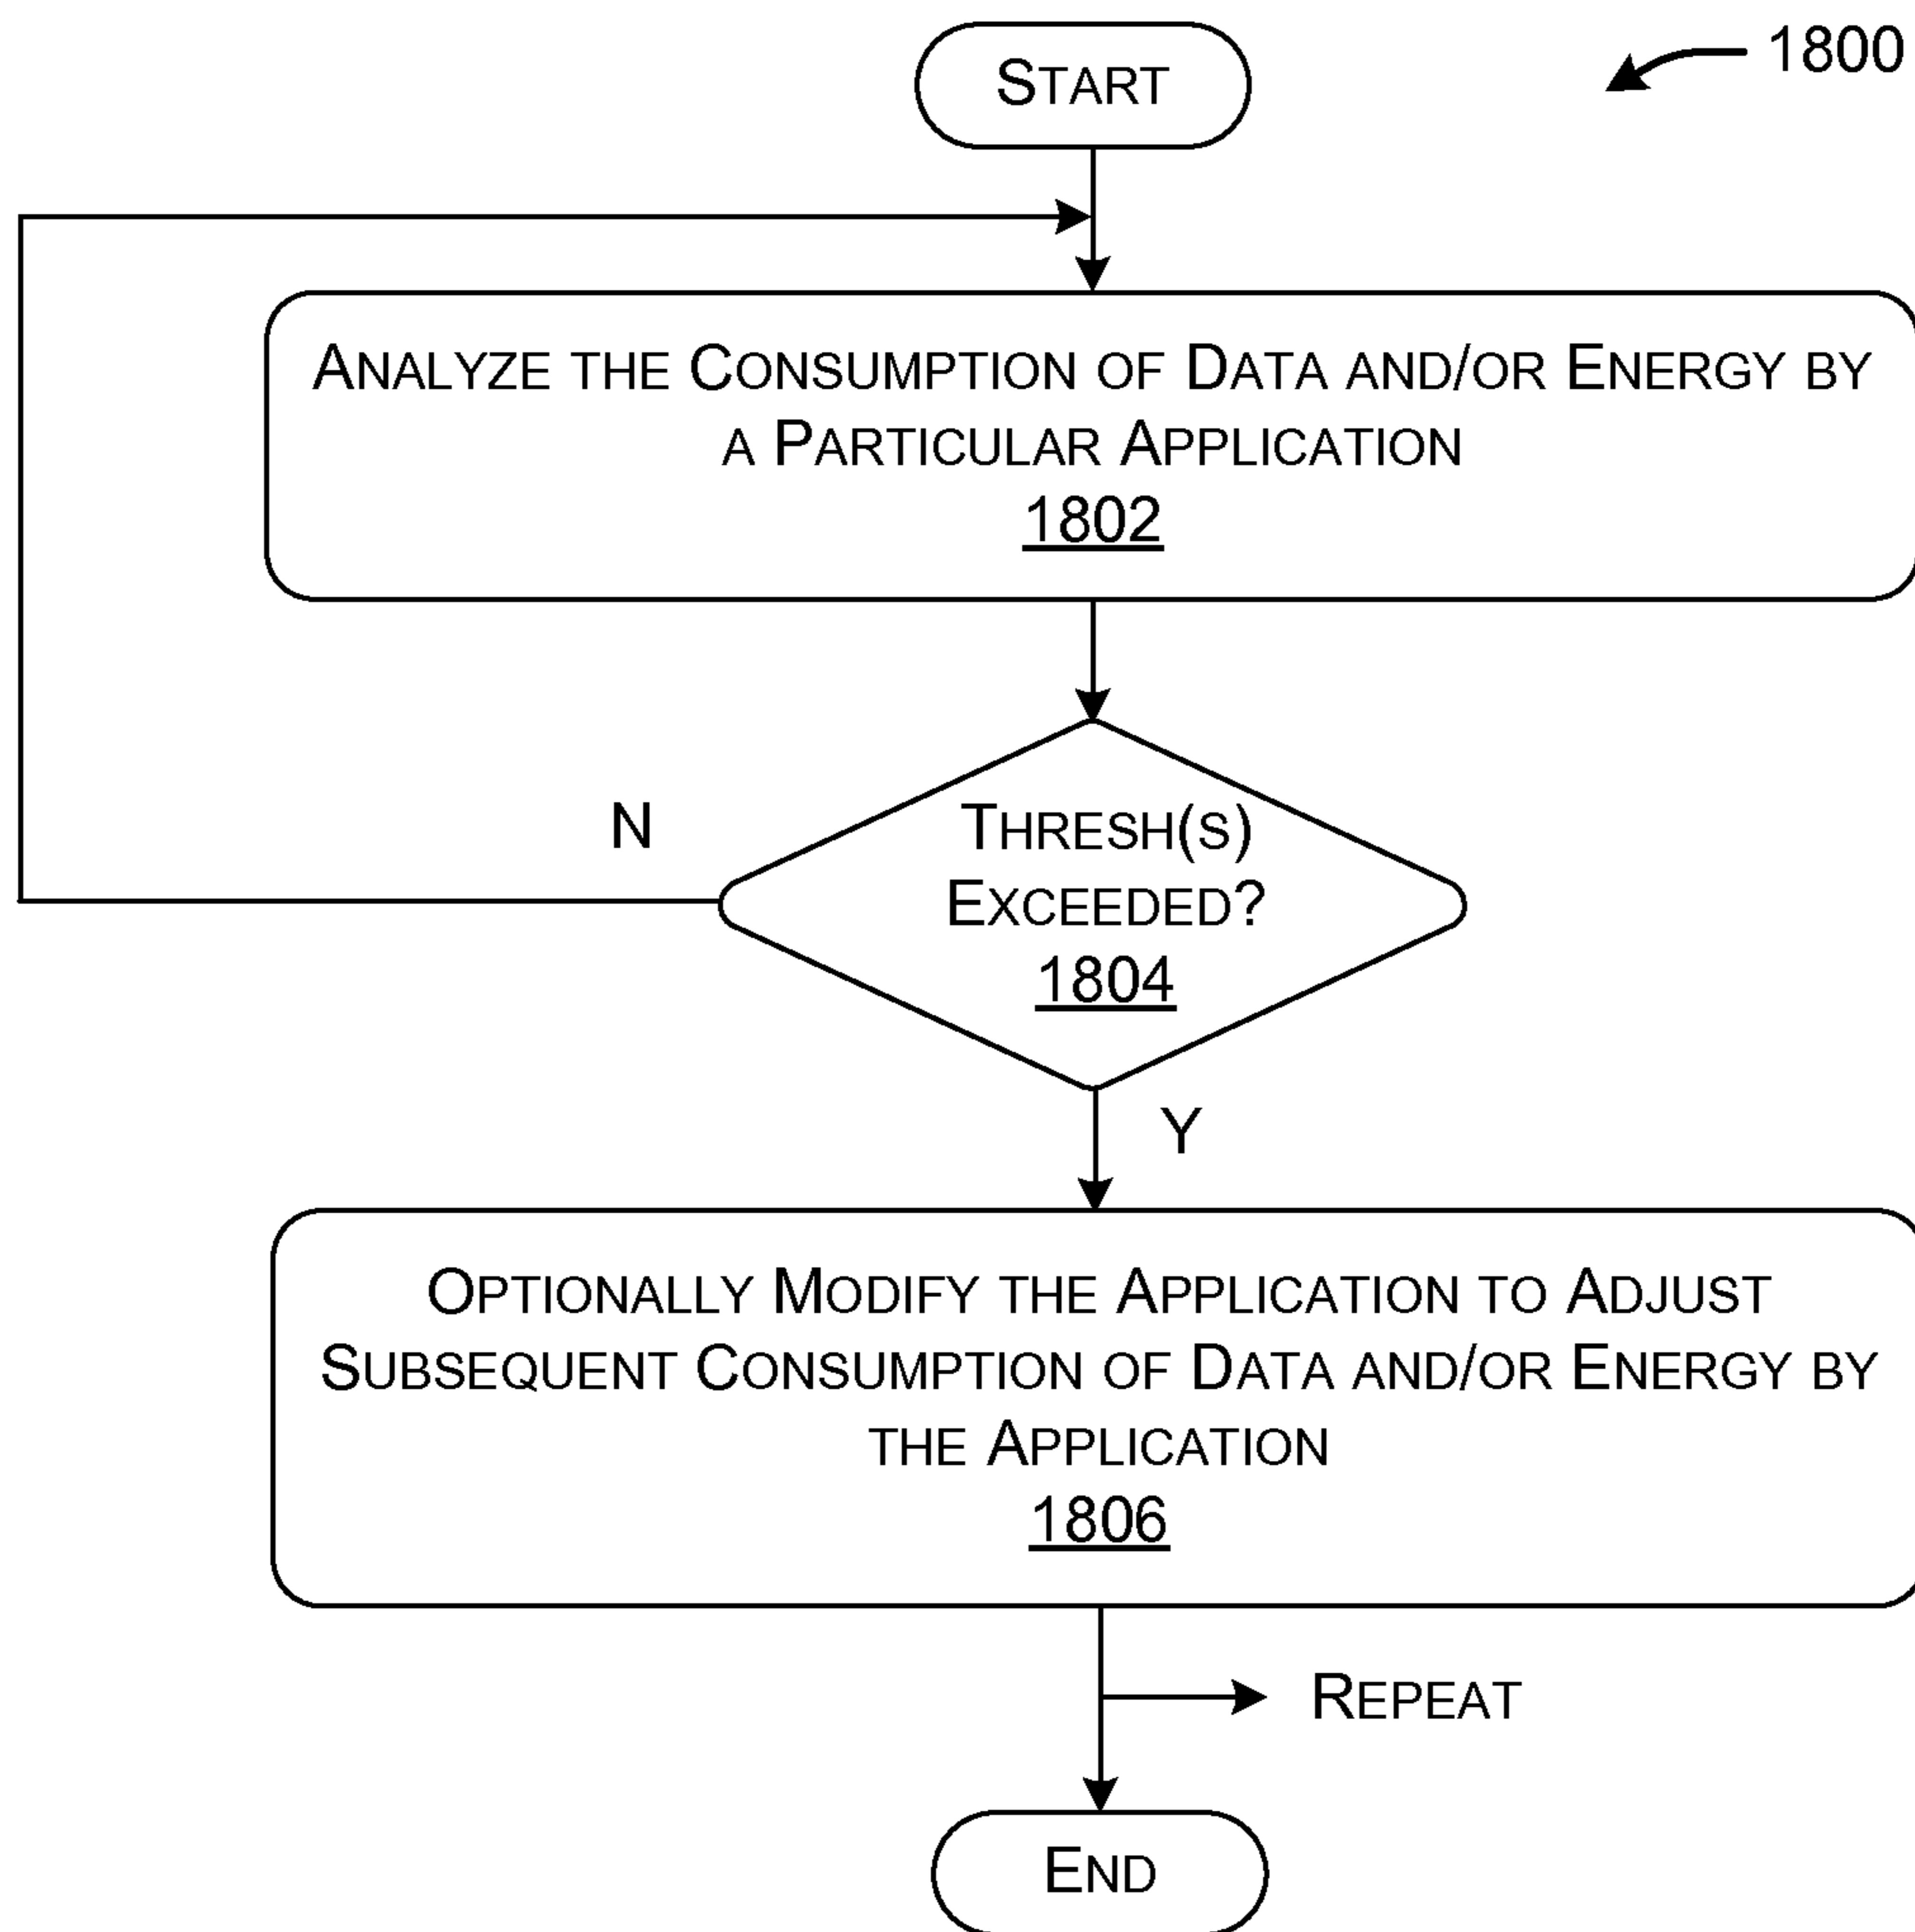 START
1800
ANALYZE THE CONSUMPTION OF DATA AND/OR ENERGY BY
A PARTICULAR APPLICATION
1802
N
THRESH(S)
EXCEEDED?
1804
Y
OPTIONALLY MODIFY THE APPLICATION TO ADJUST
SUBSEQUENT CONSUMPTION OF DATA AND/OR ENERGY BY
THE APPLICATION
1806
REPEAT
END